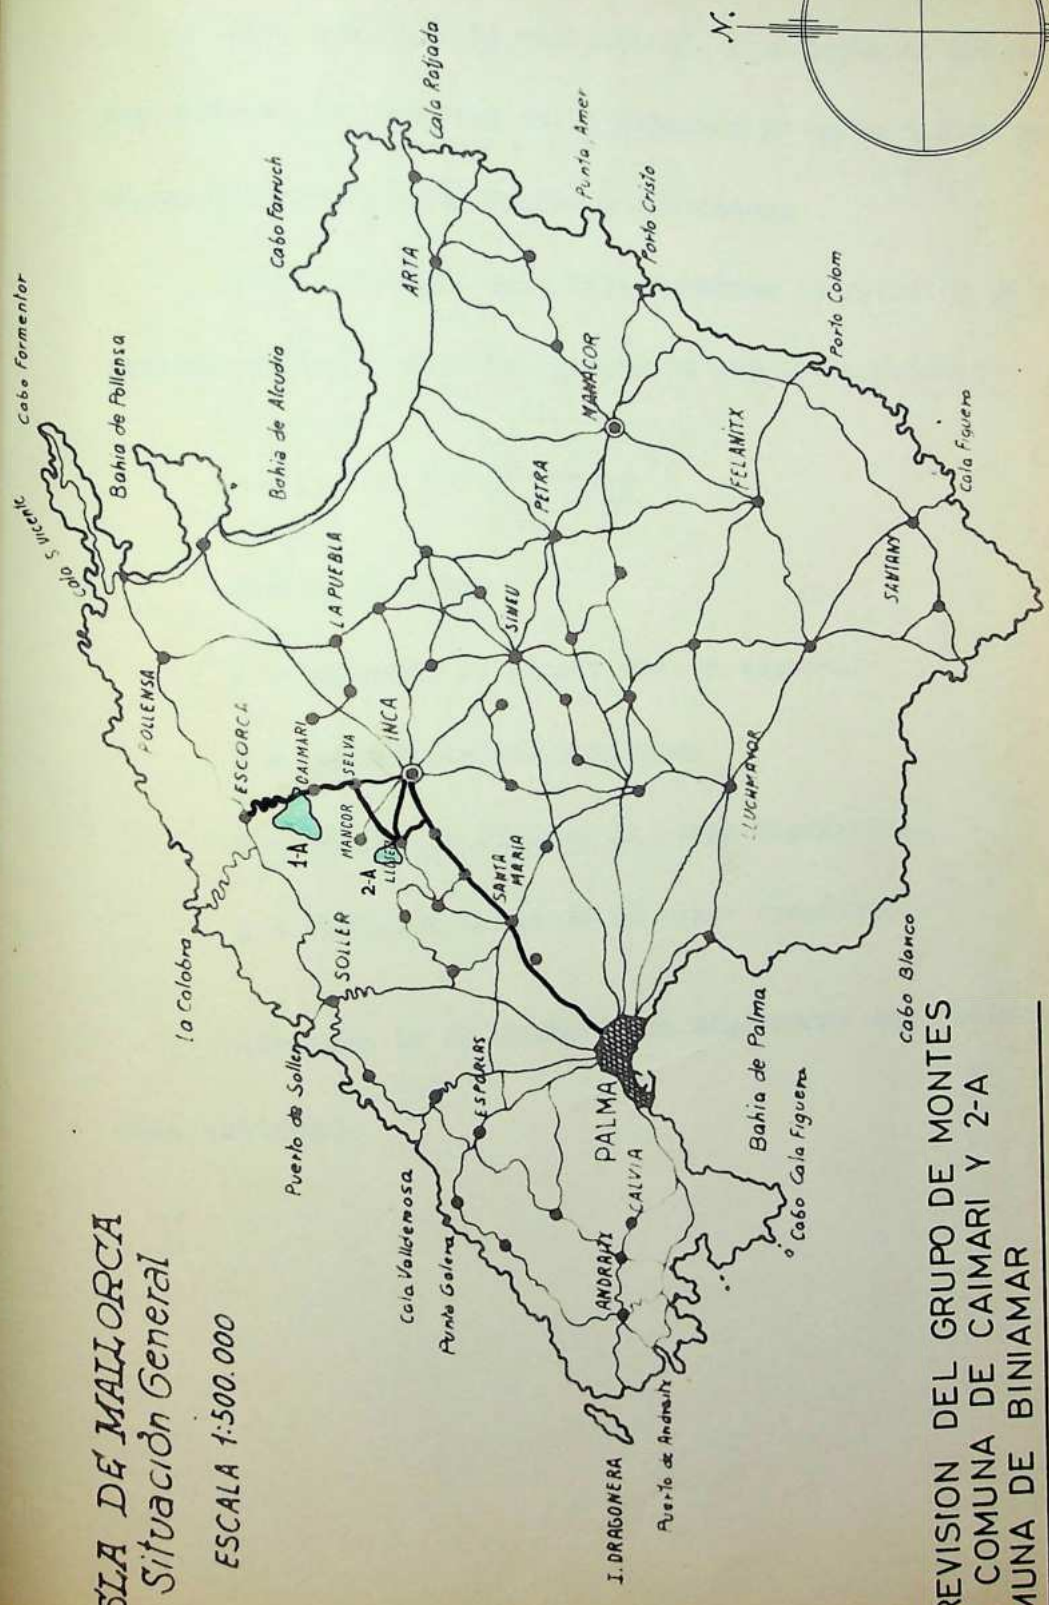 SLA DE MALLORCA
Situación General
ESCALA 1:500.000
N.
Cabo Formentor
Cala S. Vicente
Bahia de Pollensa
Bahia de Alcudia
Cabo Farruch
Cala Ratjada
Punta Amer
Porto Cristo
Porto Colom
Cala Figuera
ARTA
MANACOR
FELANITX
PETRA
SANTANY
LA PUEBLA
SINEU
POLLENSA
ESCORCA
CAIMARI
SELVA
INCA
MANCOR
1-A
2-A
SANTA
MARIA
LLUCHMAYOR
La Calobra
SOLLER
Puerto de Soller
ESPORLAS
PALMA
Bahia de Palma
Cabo Blanco
Cabo Cala Figuera
CALVIA
ANDRAITX
Cala Valldemosa
Punta Galera
I. DRAGONERA
Puerto de Andraitx
REVISION DEL GRUPO DE MONTES
COMUNA DE CAIMARI Y 2-A
MUNA DE BINIAMAR